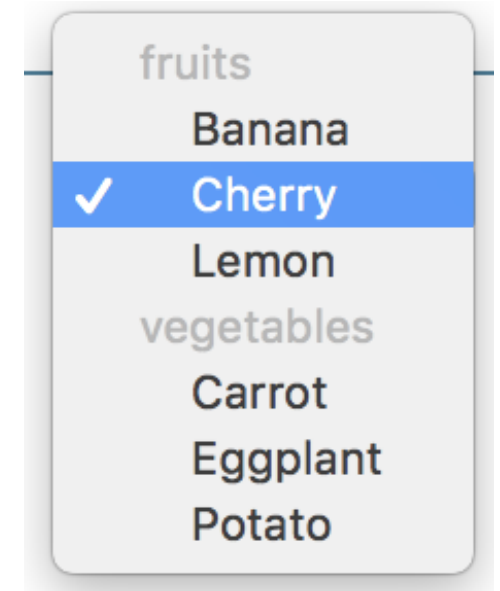 fruits
Banana
Cherry
Lemon
vegetables
Carrot
Eggplant
Potato